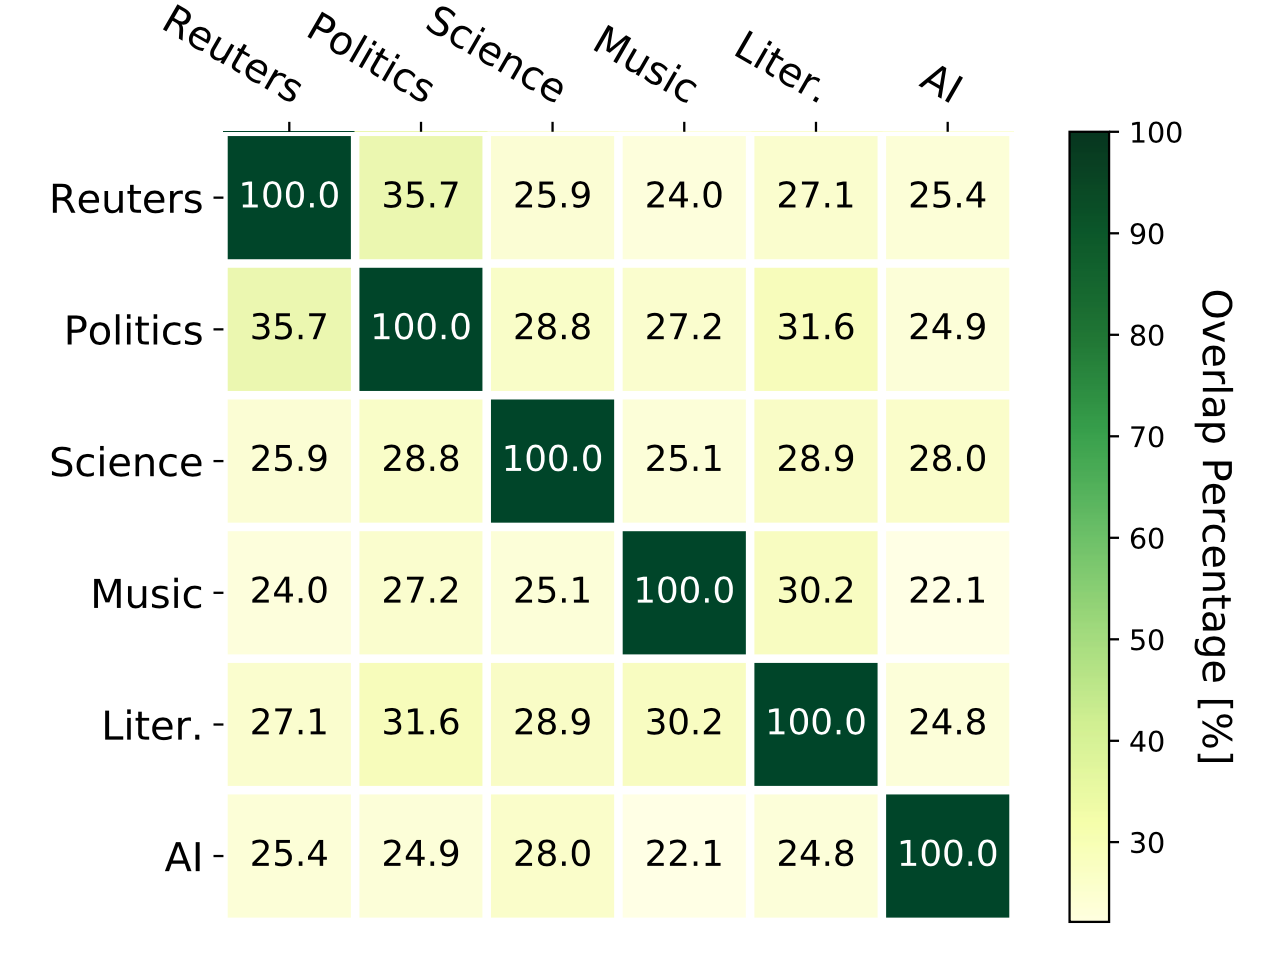 Reuters Politics Science Music Liter. AI
Reuters 100.0 35.7 25.9 24.0 27.1 25.4
Politics 35.7 100.0 28.8 27.2 31.6 24.9
Science 25.9 28.8 100.0 25.1 28.9 28.0
Music 24.0 27.2 25.1 100.0 30.2 22.1
Liter. 27.1 31.6 28.9 30.2 100.0 24.8
AI 25.4 24.9 28.0 22.1 24.8 100.0
100
90
80
70
60
50
40
30
Overlap Percentage [%]